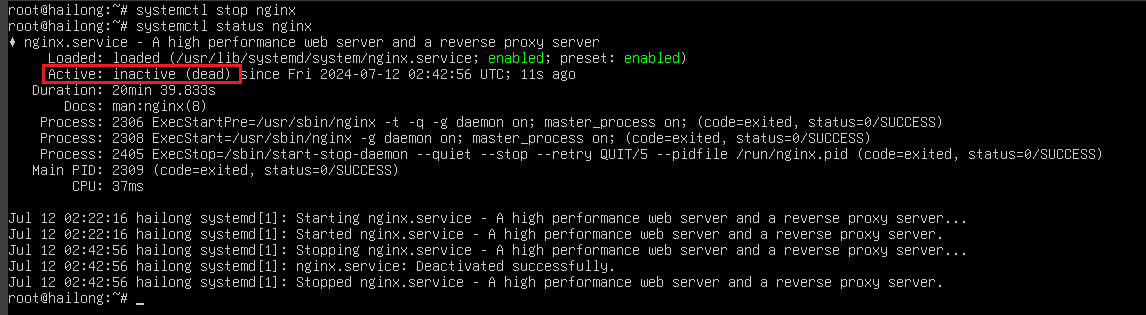 root@hailong:~# systemctl stop nginx
root@hailong:~# systemctl status nginx
♦ nginx.service - A high performance web server and a reverse proxy server
Loaded: loaded (/usr/lib/systemd/system/nginx.service; enabled; preset: enabled)
Active: inactive (dead) since Fri 2024-07-12 02:42:56 UTC; 11s ago
Duration: 20min 39.833s
Docs: man:nginx(8)
Process: 2306 ExecStartPre=/usr/sbin/nginx -t -q -g daemon on; master_process on; (code=exited, status=0/SUCCESS)
Process: 2308 ExecStart=/usr/sbin/nginx -g daemon on; master_process on; (code=exited, status=0/SUCCESS)
Process: 2405 ExecStop=/sbin/start-stop-daemon --quiet --stop --retry QUIT/5 --pidfile /run/nginx.pid (code=exited, status=0/SUCCESS)
Main PID: 2309 (code=exited, status=0/SUCCESS)
CPU: 37ms
Jul 12 02:22:16 hailong systemd[1]: Starting nginx.service - A high performance web server and a reverse proxy server...
Jul 12 02:22:16 hailong systemd[1]: Started nginx.service - A high performance web server and a reverse proxy server.
Jul 12 02:42:56 hailong systemd[1]: Stopping nginx.service - A high performance web server and a reverse proxy server...
Jul 12 02:42:56 hailong systemd[1]: nginx.service: Deactivated successfully.
Jul 12 02:42:56 hailong systemd[1]: Stopped nginx.service - A high performance web server and a reverse proxy server.
root@hailong:~# _